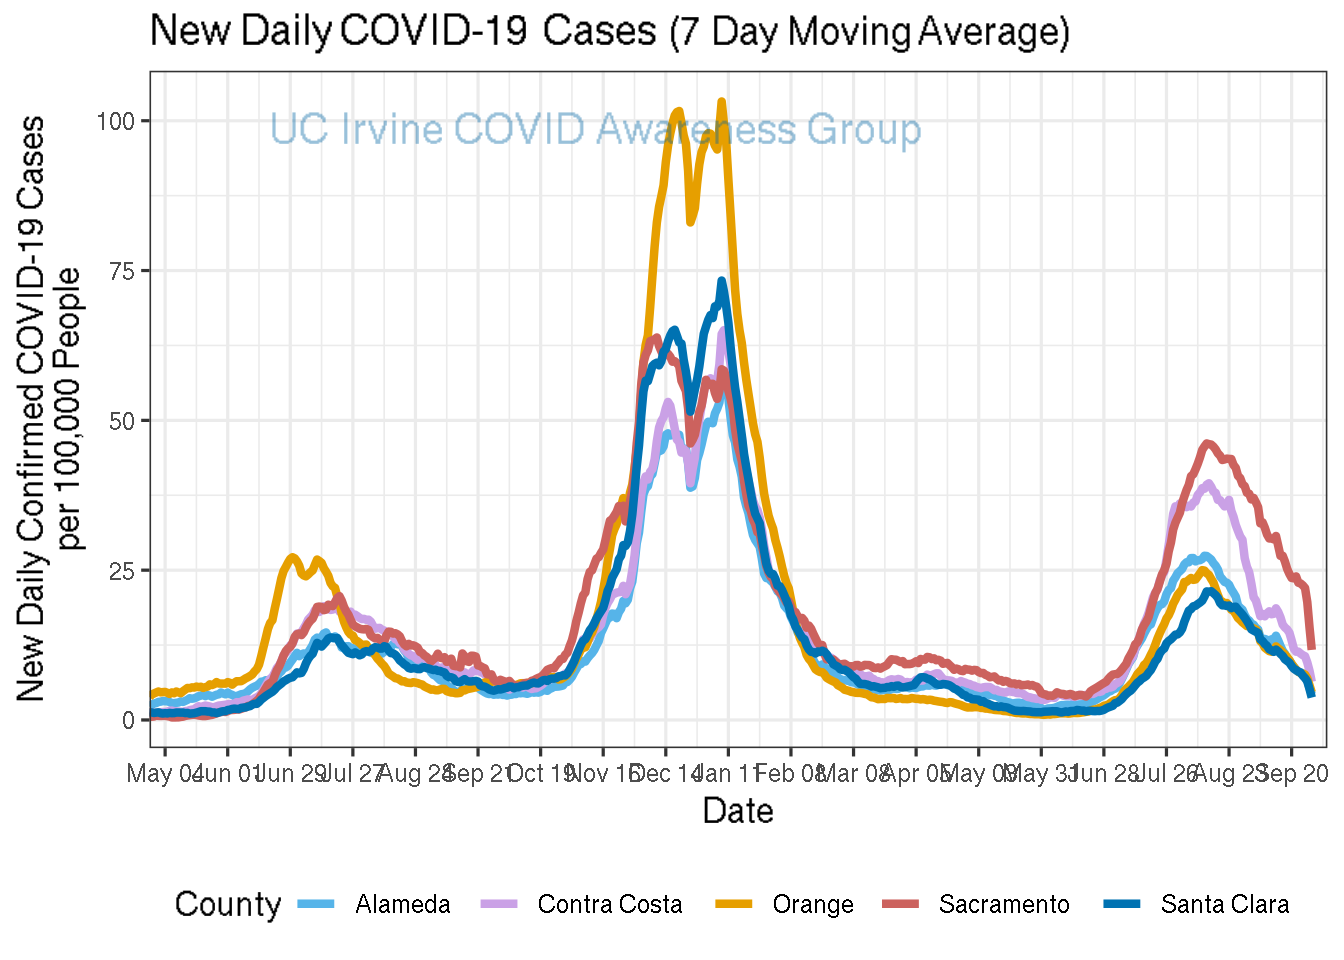 New Daily COVID-19 Cases (7 Day Moving Average)
UC Irvine COVID Awareness Group
New Daily Confirmed COVID-19 Cases
per 100,000 People
100
75
50
25
0
May 04 Jun 01 Jun 29 Jul 27 Aug 24 Sep 21 Oct 19 Nov 16 Dec 14 Jan 11 Feb 08 Mar 08 Apr 05 May 03 May 31 Jun 28 Jul 26 Aug 23 Sep 20
Date
County Alameda Contra Costa Orange Sacramento Santa Clara